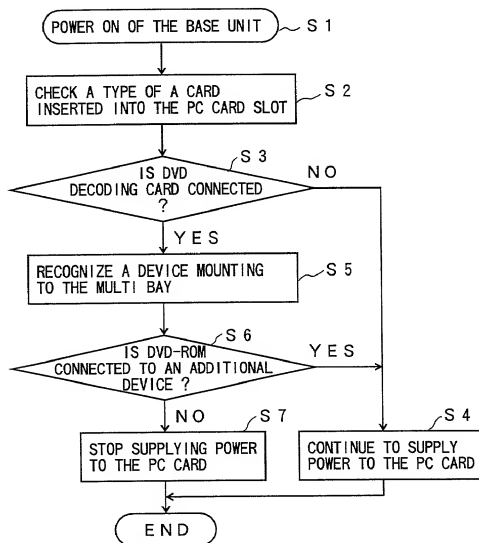 POWER ON OF THE BASE UNIT
S 1
CHECK A TYPE OF A CARD
INSERTED INTO THE PC CARD SLOT
S 2
S 3
IS DVD
DECODING CARD CONNECTED
?
NO
YES
RECOGNIZE A DEVICE MOUNTING
TO THE MULTI BAY
S 5
S 6
IS DVD-ROM
CONNECTED TO AN ADDITIONAL
DEVICE ?
YES
NO
S 7
STOP SUPPLYING POWER
TO THE PC CARD
S 4
CONTINUE TO SUPPLY
POWER TO THE PC CARD
END